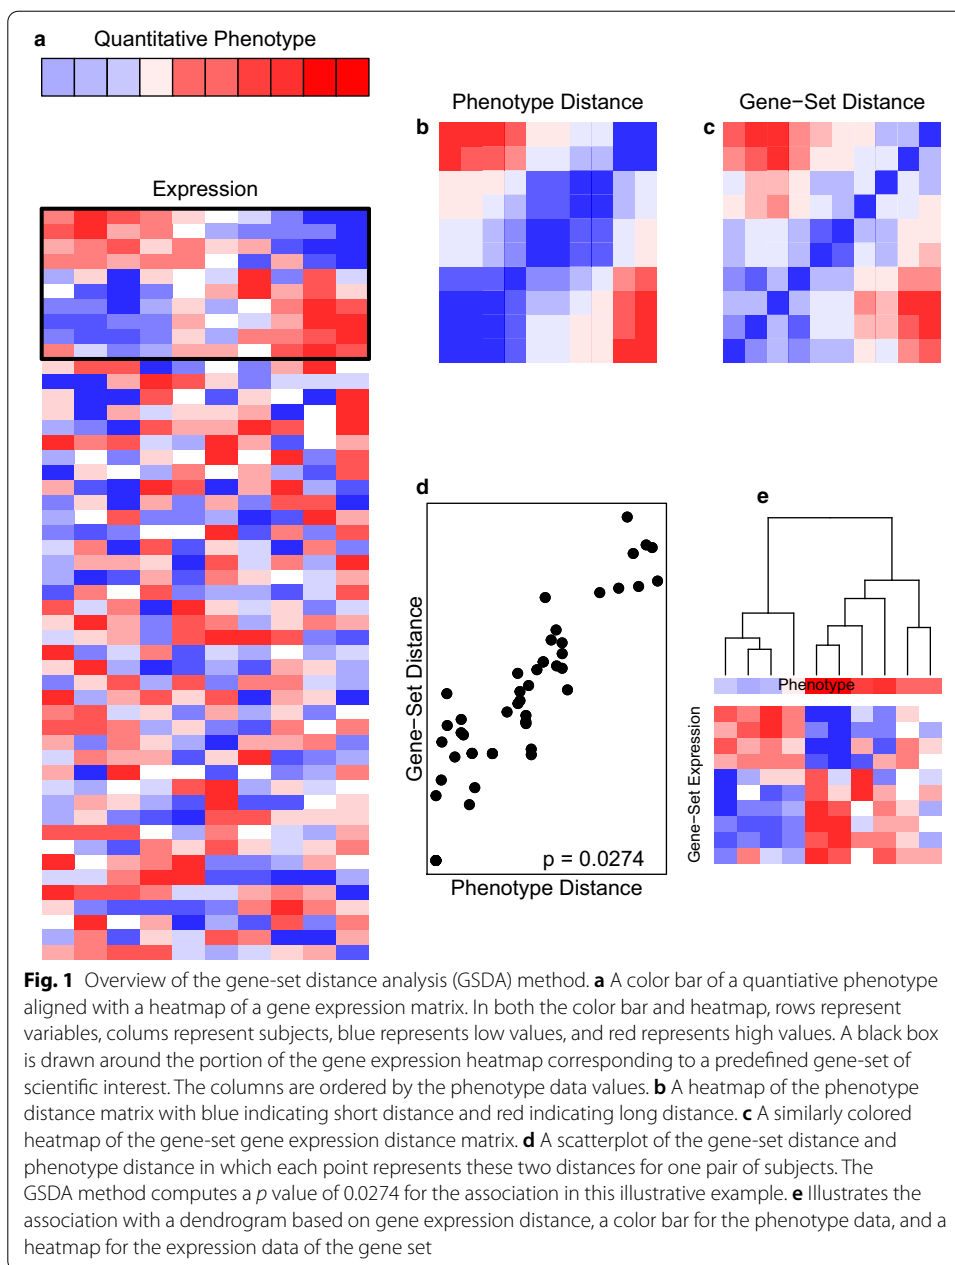 a Quantitative Phenotype
Expression
b Phenotype Distance
c Gene−Set Distance
d
Gene−Set Distance
p = 0.0274
Phenotype Distance
e
Phenotype
Gene−Set Expression
Fig. 1 Overview of the gene-set distance analysis (GSDA) method. a A color bar of a quantiative phenotype
aligned with a heatmap of a gene expression matrix. In both the color bar and heatmap, rows represent
variables, colums represent subjects, blue represents low values, and red represents high values. A black box
is drawn around the portion of the gene expression heatmap corresponding to a predefined gene-set of
scientific interest. The columns are ordered by the phenotype data values. b A heatmap of the phenotype
distance matrix with blue indicating short distance and red indicating long distance. c A similarly colored
heatmap of the gene-set gene expression distance matrix. d A scatterplot of the gene-set distance and
phenotype distance in which each point represents these two distances for one pair of subjects. The
GSDA method computes a p value of 0.0274 for the association in this illustrative example. e Illustrates the
association with a dendrogram based on gene expression distance, a color bar for the phenotype data, and a
heatmap for the expression data of the gene set